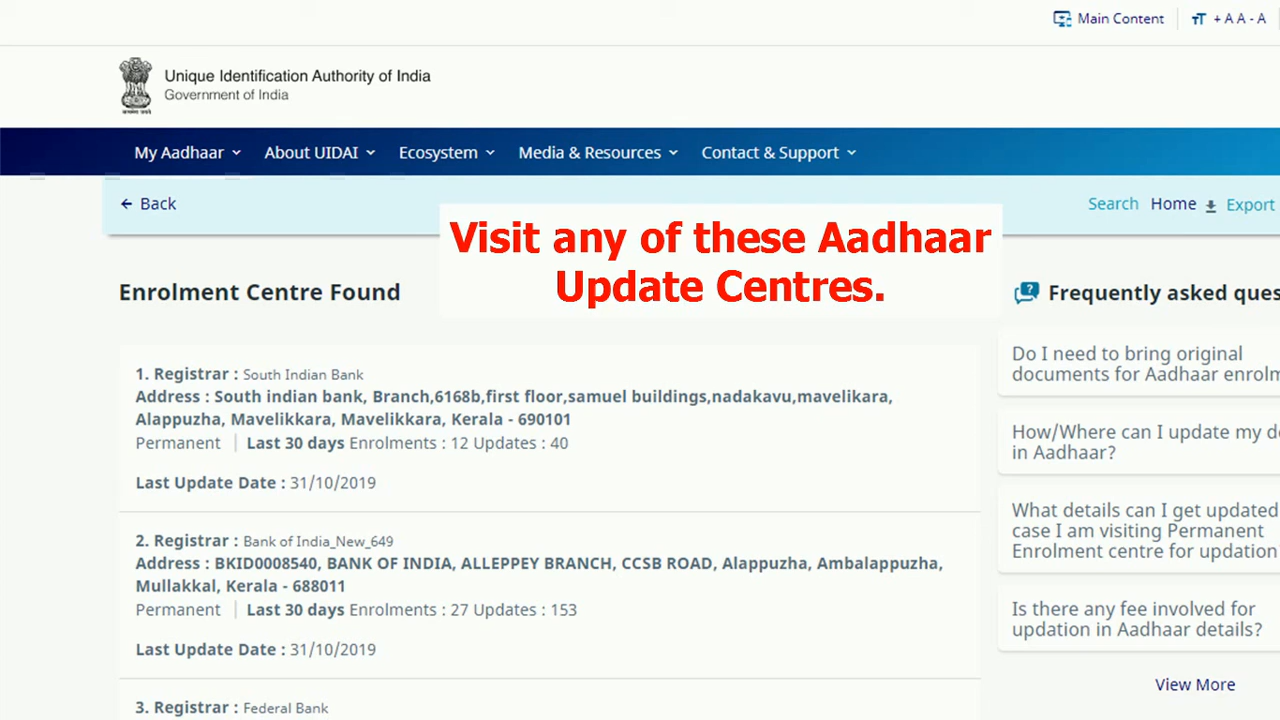 Main Content
+ A A - A
Unique Identification Authority of India
Government of India
My Aadhaar
About UIDAI
Ecosystem
Media & Resources
Contact & Support
Back
Search
Home
Export
Visit any of these Aadhaar
Update Centres.
Enrolment Centre Found
1. Registrar : South Indian Bank
Address : South indian bank, Branch,6168b,first floor,samuel buildings,nadakavu,mavelikara,
Alappuzha, Mavelikkara, Mavelikkara, Kerala - 690101
Permanent | Last 30 days Enrolments : 12 Updates : 40
Last Update Date : 31/10/2019
2. Registrar : Bank of India_New_649
Address : BKID0008540, BANK OF INDIA, ALLEPPEY BRANCH, CCSB ROAD, Alappuzha, Ambalappuzha,
Mullakkal, Kerala - 688011
Permanent | Last 30 days Enrolments : 27 Updates : 153
Last Update Date : 31/10/2019
3. Registrar : Federal Bank
Frequently asked ques
Do I need to bring original
documents for Aadhaar enrolm
How/Where can I update my de
in Aadhaar?
What details can I get updated
case I am visiting Permanent
Enrolment centre for updation
Is there any fee involved for
updation in Aadhaar details?
View More